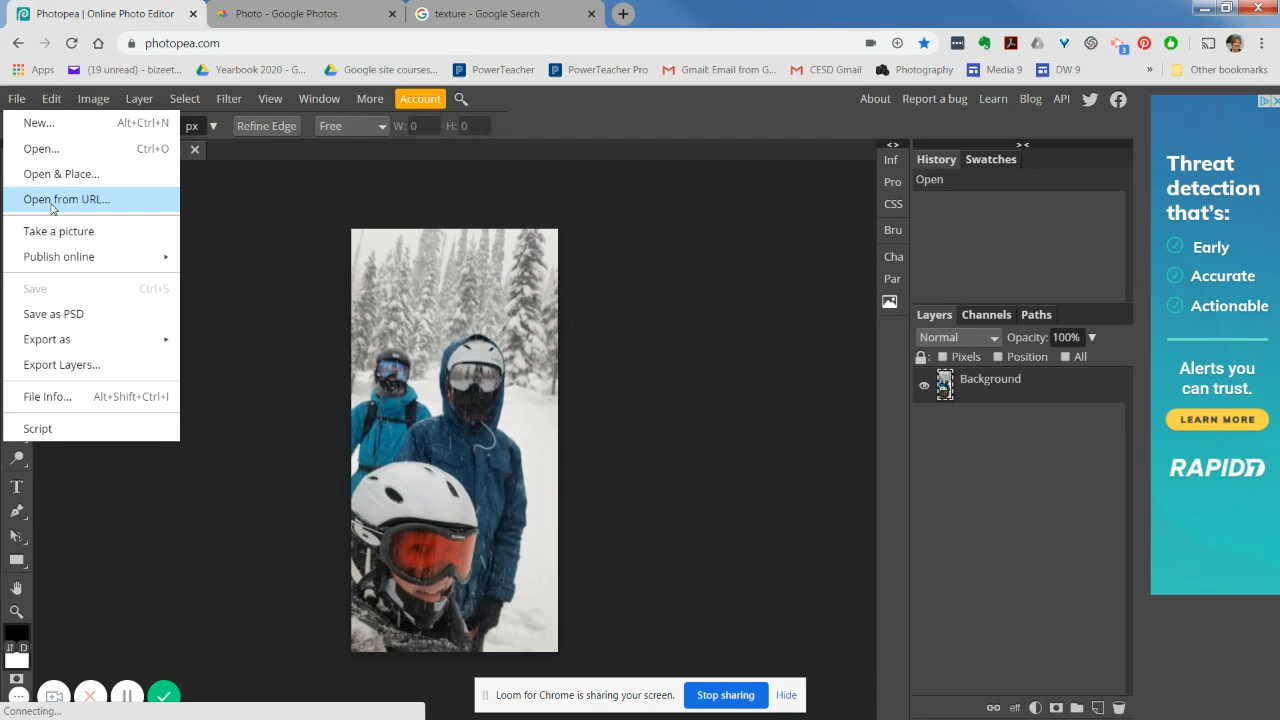 Photopea | Online Photo Editor
Photo - Google Photos
texture - Google Search
photopea.com
Apps
(19 unread) - bizeet...
Yearbook 2020 - G...
Google site courses...
PowerTeacher
PowerTeacher Pro
Gmail: Email from G...
CESD Gmail
Photography
Media 9
DW 9
»
Other bookmarks
File Edit Image Layer Select Filter View Window More Account
About Report a bug Learn Blog API
px Refine Edge Free W: 0 H: 0
New... Alt+Ctrl+N
Open... Ctrl+O
Open & Place...
Open from URL...
Take a picture
Publish online
Save Ctrl+S
Save as PSD
Export as
Export Layers...
File Info... Alt+Shift+Ctrl+I
Script
Inf
Pro
CSS
Bru
Cha
Par
< >
> <
History Swatches
Open
Layers Channels Paths
Normal Opacity: 100%
Pixels Position All
Background
eff
T
D
3
Threat
detection
that's:
Early
Accurate
Actionable
Alerts you
can trust.
LEARN MORE
RAPID7
Loom for Chrome is sharing your screen. Stop sharing Hide
Connecting...